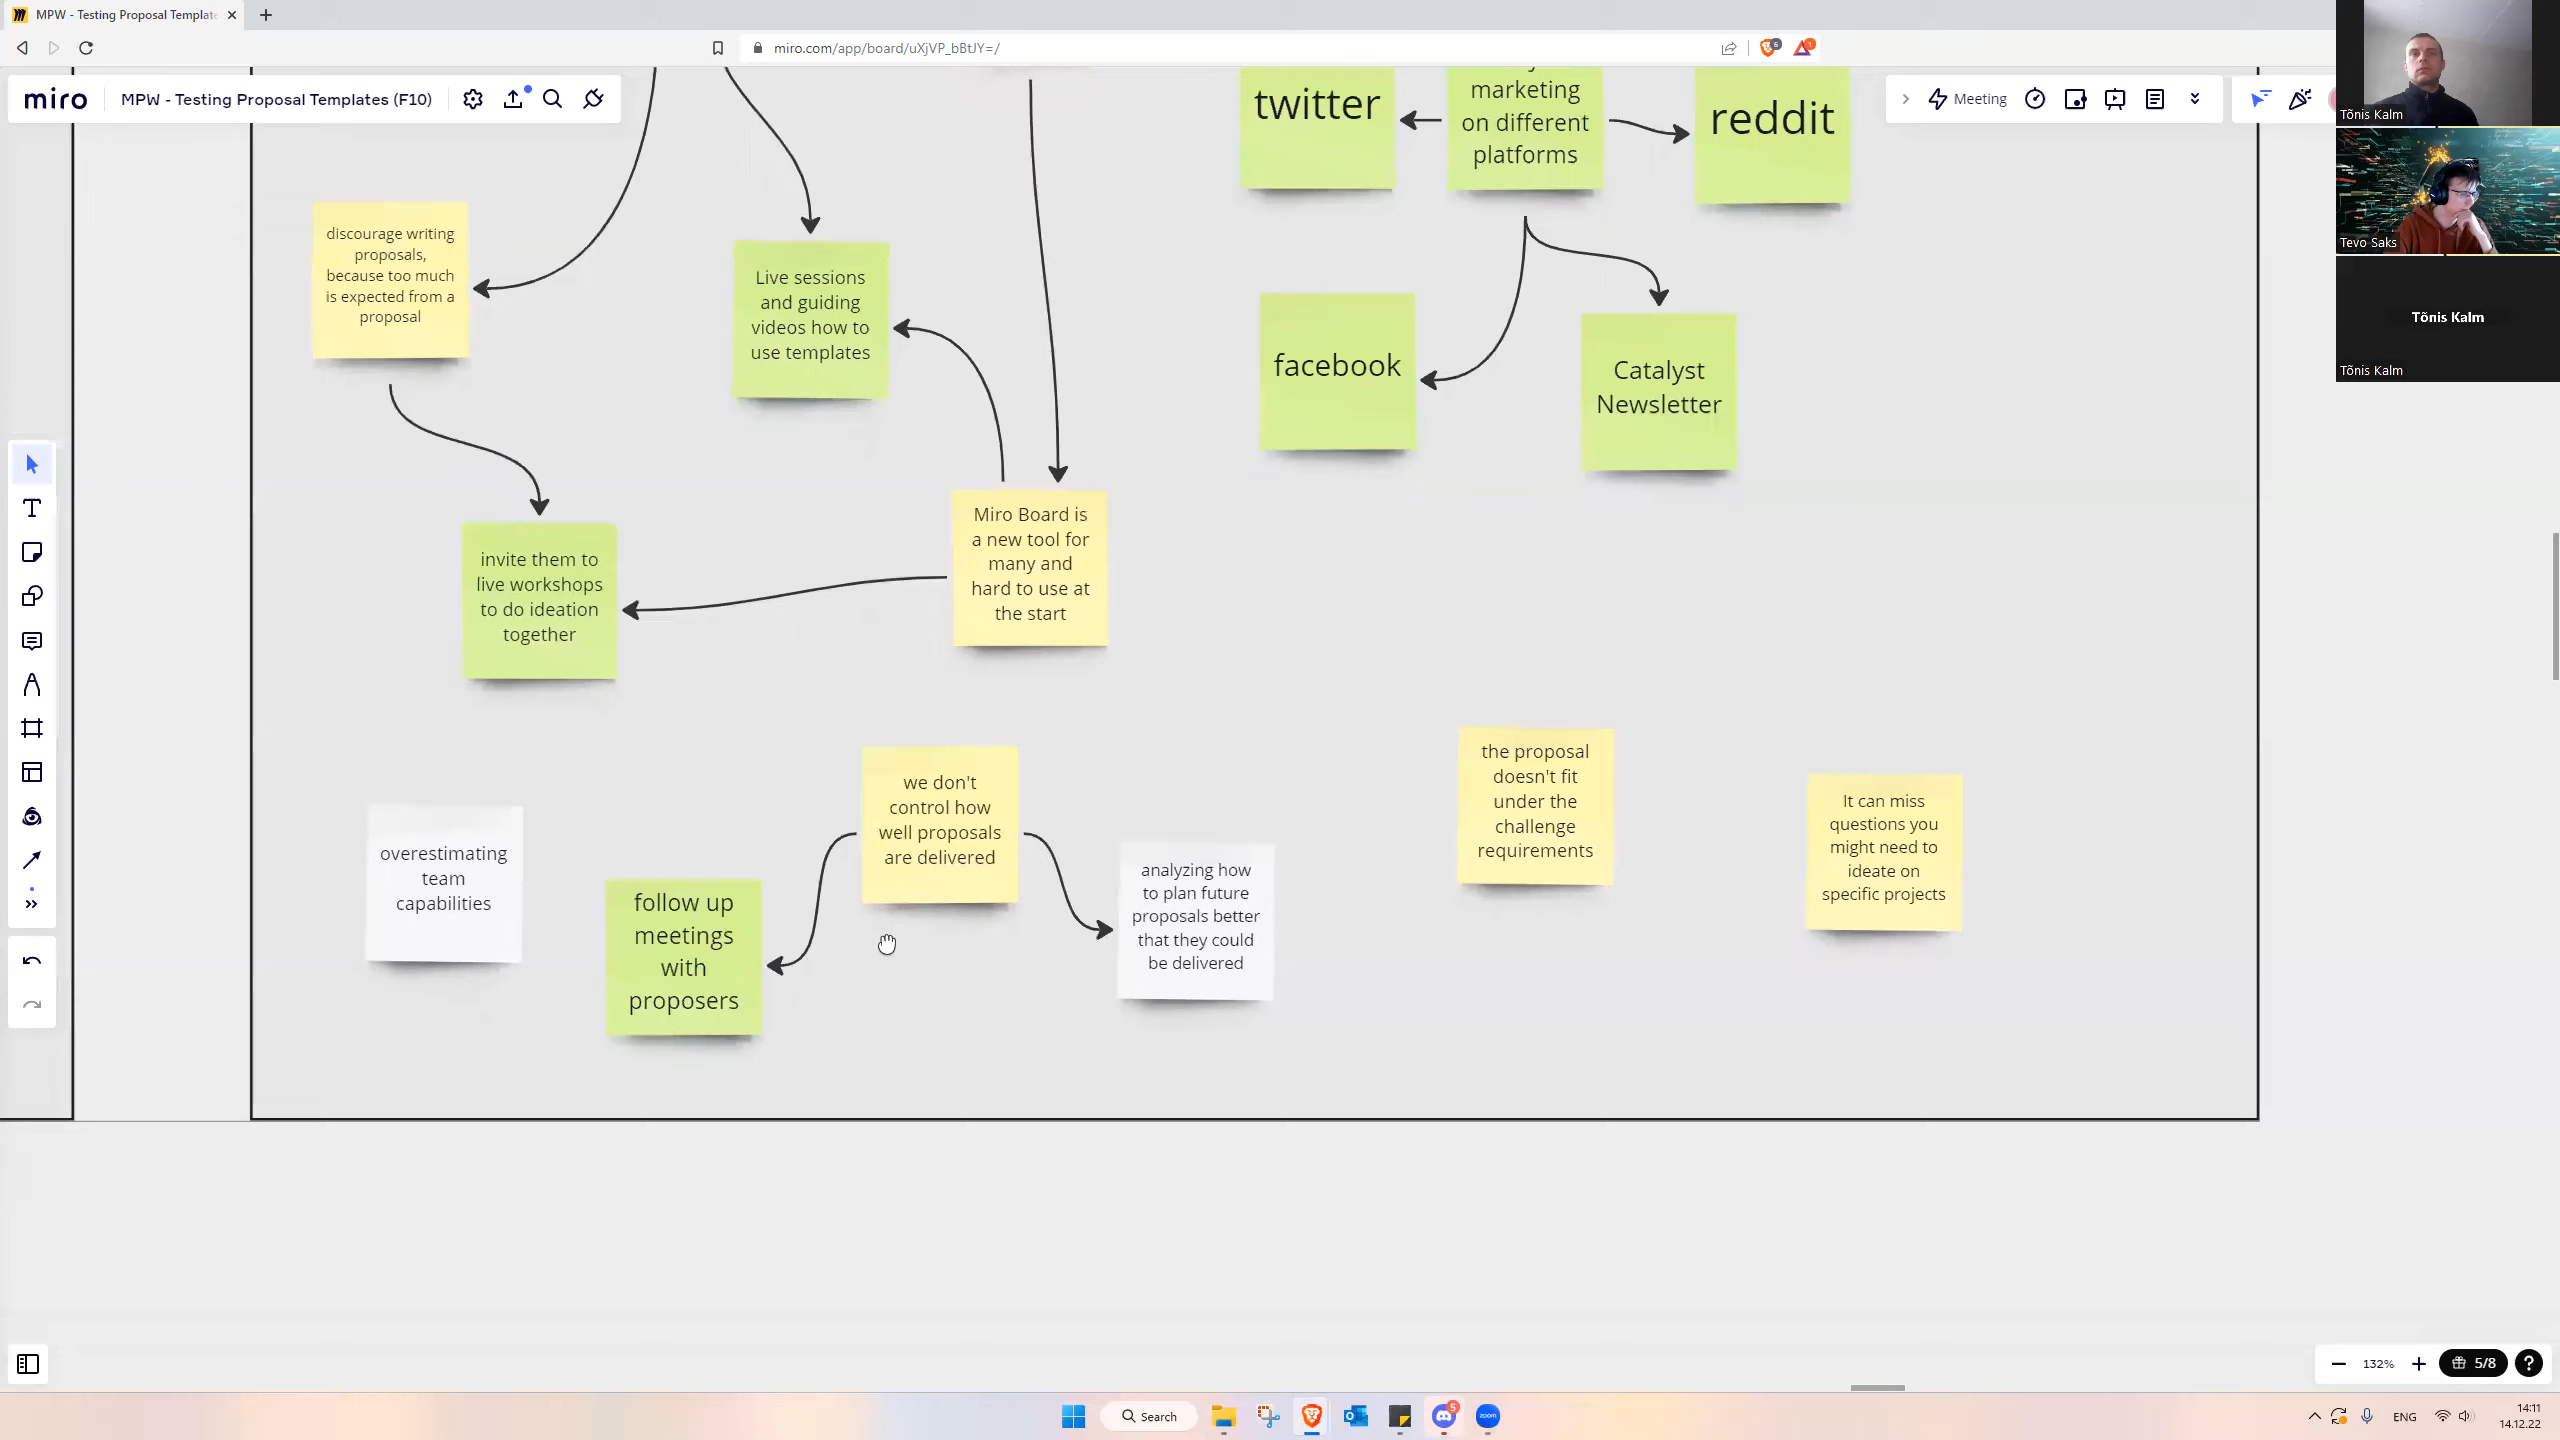 MPW - Testing Proposal Templat
miro.com/app/board/uXjVP_bBtJY=/
miro
MPW - Testing Proposal Templates (F10)
Meeting
Tõnis Kalm
Tevo Saks
Tõnis Kalm
Tõnis Kalm
twitter
marketing
on different
platforms
reddit
discourage writing
proposals,
because too much
is expected from a
proposal
Live sessions
and guiding
videos how to
use templates
facebook
Catalyst
Newsletter
invite them to
live workshops
to do ideation
together
Miro Board is
a new tool for
many and
hard to use at
the start
overestimating
team
capabilities
follow up
meetings
with
proposers
we don't
control how
well proposals
are delivered
analyzing how
to plan future
proposals better
that they could
be delivered
the proposal
doesn't fit
under the
challenge
requirements
It can miss
questions you
might need to
ideate on
specific projects
132%
5/8
?
Search
zoom
5
ENG
14:11
14.12.22